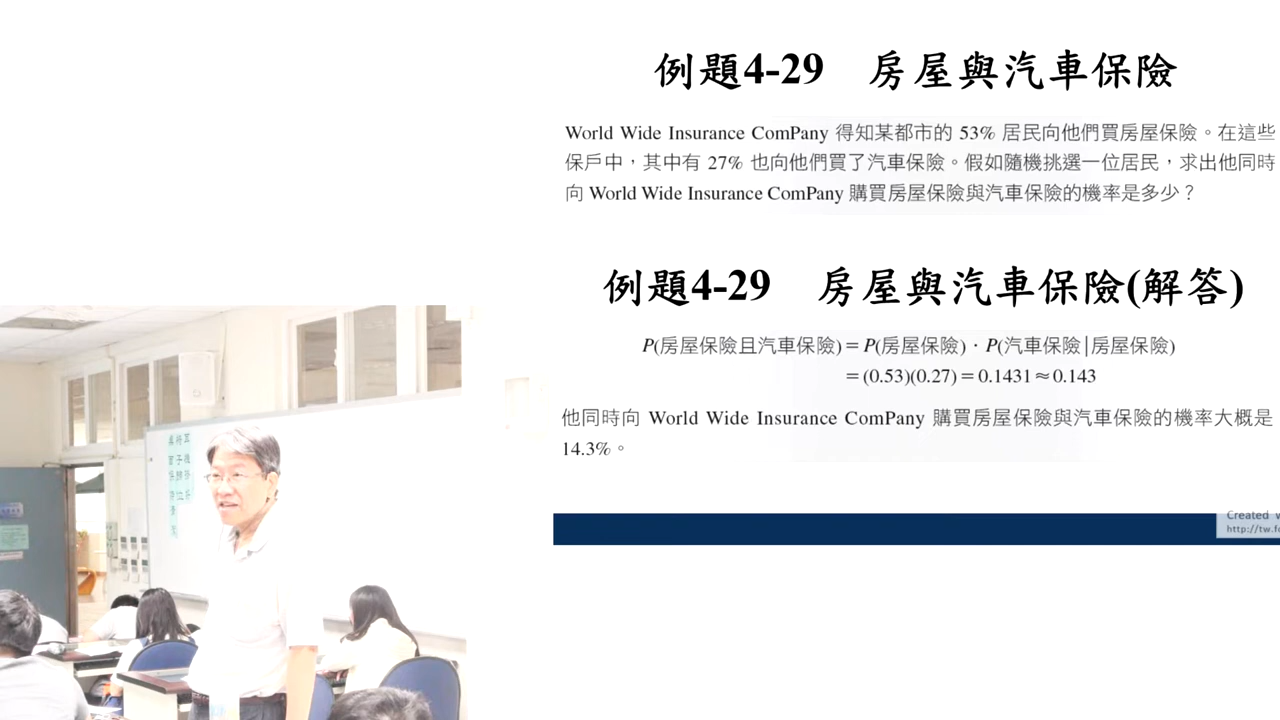 例題4-29 房屋與汽車保險
World Wide Insurance ComPany 得知某都市的 53% 居民向他們買房屋保險。在這些
保戶中，其中有 27% 也向他們買了汽車保險。假如隨機挑選一位居民，求出他同時
向 World Wide Insurance ComPany 購買房屋保險與汽車保險的機率是多少？
例題4-29 房屋與汽車保險(解答)
P(房屋保險且汽車保險)＝P(房屋保險)．P(汽車保險|房屋保險)
＝(0.53)(0.27)＝0.1431≈0.143
他同時向 World Wide Insurance ComPany 購買房屋保險與汽車保險的機率大概是
14.3%。
Created
http://tw.